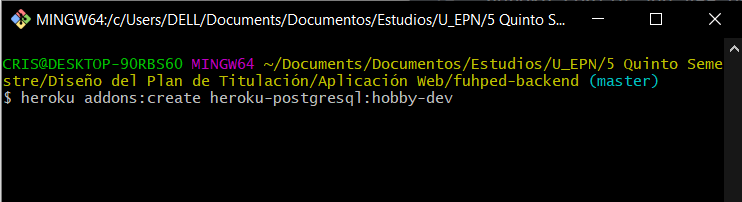 MINGW64:/c/Users/DELL/Documents/Documentos/Estudios/U_EPN/5 Quinto S...
CRIS@DESKTOP-9ORBS60 MINGW64 ~/Documents/Documentos/Estudios/U_EPN/5 Quinto Seme
stre/Diseño del Plan de Titulación/Aplicación Web/fuhped-backend (master)
$ heroku addons:create heroku-postgresql:hobby-dev